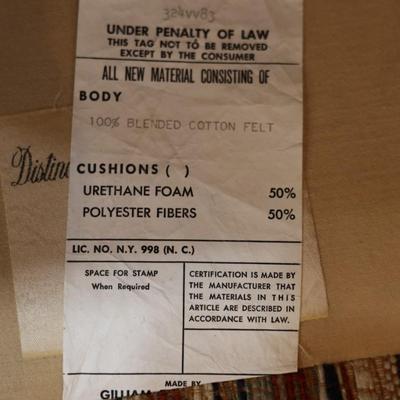 324VV83
UNDER PENALTY OF LAW
THIS TAG NOT TO BE REMOVED
EXCEPT BY THE CONSUMER
ALL NEW MATERIAL CONSISTING OF
BODY
100% BLENDED COTTON FELT
Distinc
CUSHIONS ( )
URETHANE FOAM 50%
POLYESTER FIBERS 50%
LIC. NO. N.Y. 998 (N. C.)
SPACE FOR STAMP
When Required
CERTIFICATION IS MADE BY
THE MANUFACTURER THAT
THE MATERIALS IN THIS
ARTICLE ARE DESCRIBED IN
ACCORDANCE WITH LAW.
MADE BY